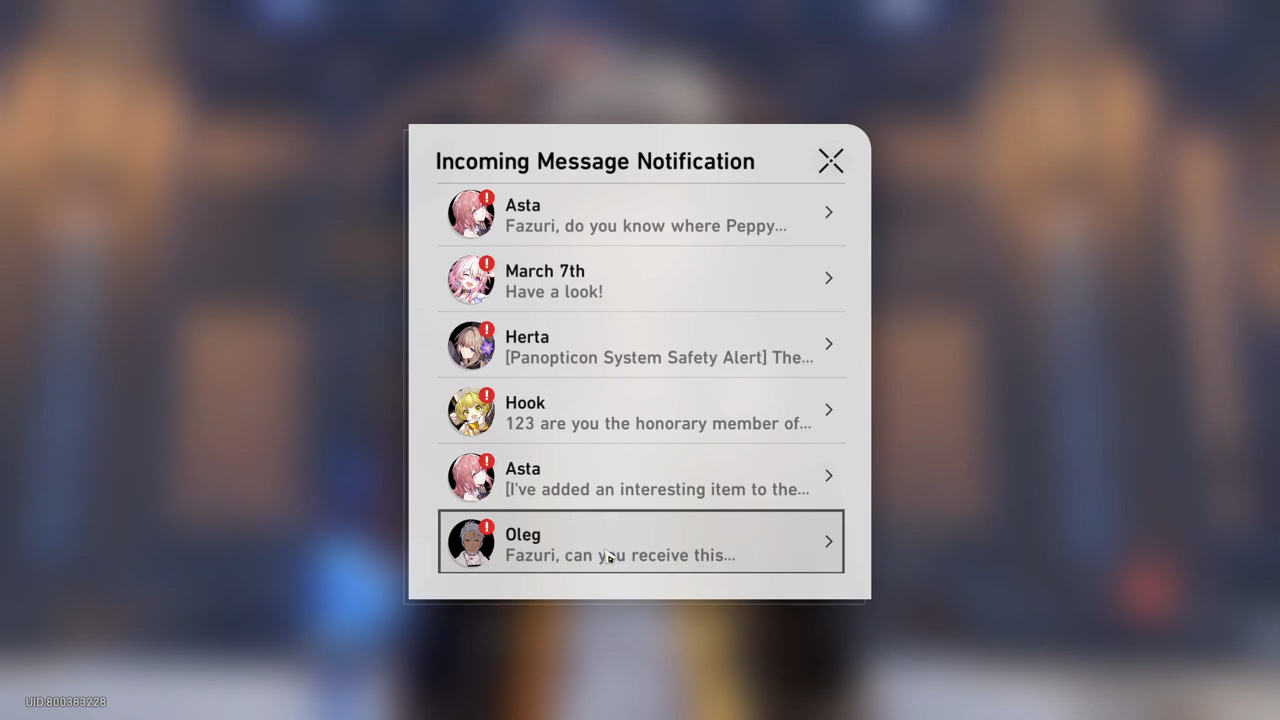 Incoming Message Notification
Asta
Fazuri, do you know where Peppy...
March 7th
Have a look!
Herta
[Panopticon System Safety Alert] The...
Hook
123 are you the honorary member of...
Asta
[I've added an interesting item to the...
Oleg
Fazuri, can you receive this...
UID:800383228